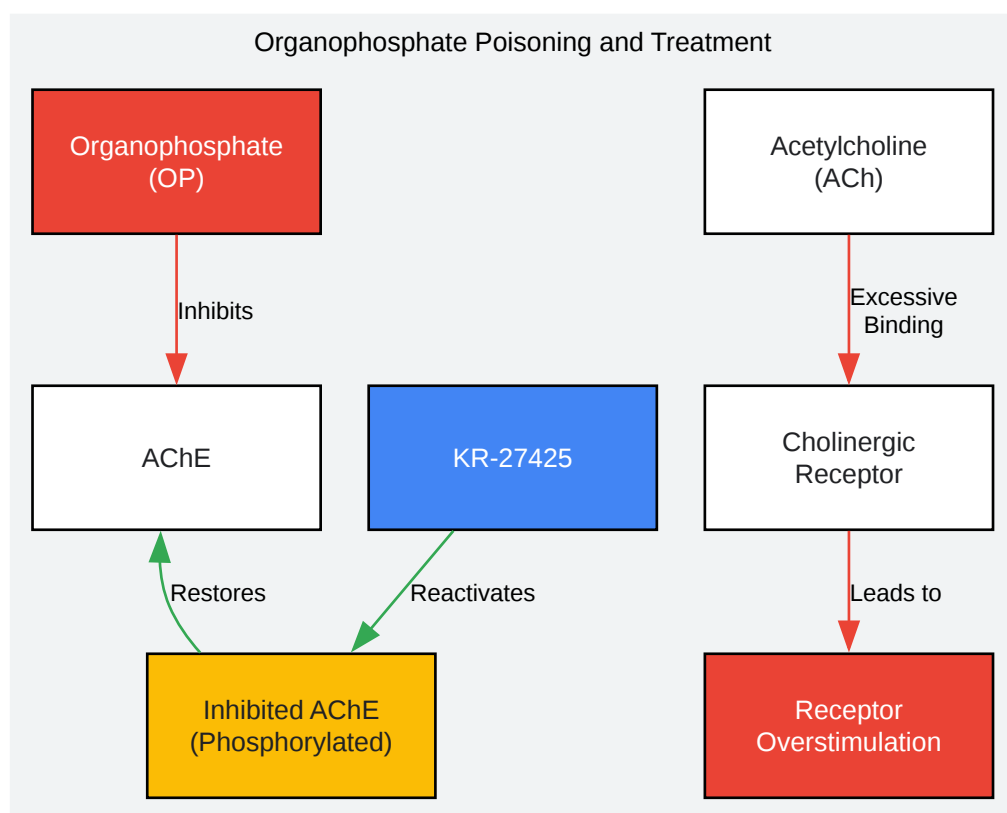 Organophosphate Poisoning and Treatment
Organophosphate
(OP)
Acetylcholine
(ACh)
Inhibits
Excessive
Binding
AChE
KR-27425
Cholinergic
Receptor
Restores
Reactivates
Leads to
Inhibited AChE
(Phosphorylated)
Receptor
Overstimulation